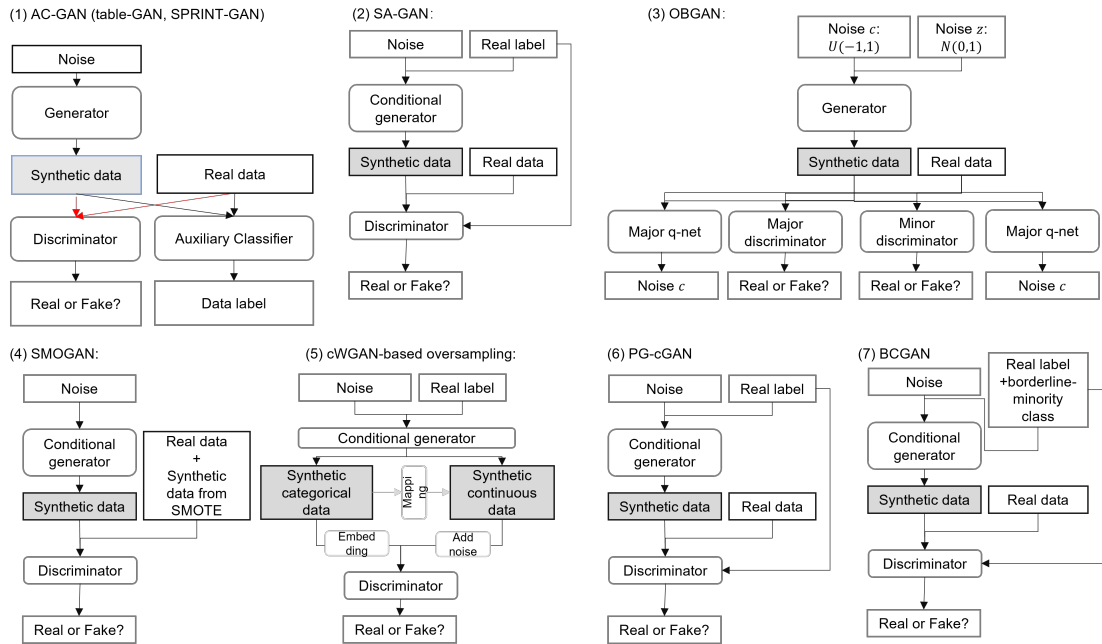 (1) AC-GAN (table-GAN, SPRINT-GAN)
Noise
Generator
Synthetic data
Real data
Discriminator
Auxiliary Classifier
Real or Fake?
Data label
(2) SA-GAN:
Noise
Real label
Conditional
generator
Synthetic data
Real data
Discriminator
Real or Fake?
(3) OBGAN
Noise c:
U(−1,1)
Noise z:
N(0,1)
Generator
Synthetic data
Real data
Major q-net
Major
discriminator
Minor
discriminator
Major q-net
Noise c
Real or Fake?
Real or Fake?
Noise c
(4) SMOGAN:
Noise
Conditional
generator
Real data
+
Synthetic
data from
SMOTE
Synthetic data
Discriminator
Real or Fake?
(5) cWGAN-based oversampling:
Noise
Real label
Conditional generator
Synthetic
categorical
data
Mappi
ng
Synthetic
continuous
data
Embed
ding
Add
noise
Discriminator
Real or Fake?
(6) PG-cGAN
Noise
Real label
Conditional
generator
Synthetic data
Real data
Discriminator
Real or Fake?
(7) BCGAN
Noise
Real label
+borderline-
minority
class
Conditional
generator
Synthetic data
Real data
Discriminator
Real or Fake?